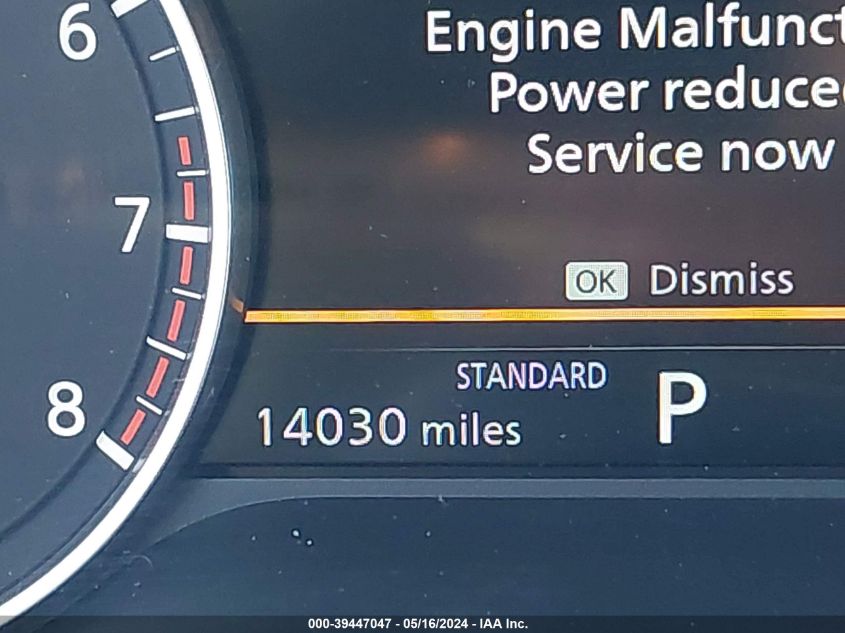 6
Engine Malfunct
Power reduced
Service now
7
OK Dismiss
STANDARD P
8
14030 miles
000-39447047 - 05/16/2024 - IAA Inc.